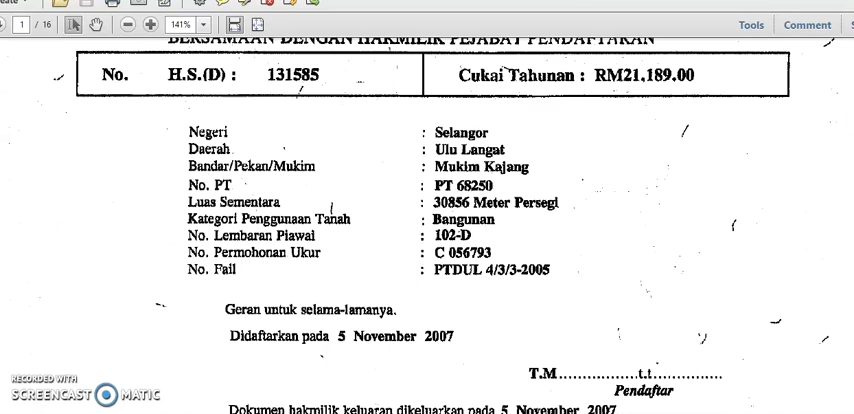 1 / 16
141%
Tools
Comment
BERSAMAAN DENGAN HAKMILIK PEJABAT PENDAFTARAN
No. H.S.(D) : 131585
Cukai Tahunan : RM21,189.00
Negeri : Selangor
Daerah : Ulu Langat
Bandar/Pekan/Mukim : Mukim Kajang
No. PT : PT 68250
Luas Sementara : 30856 Meter Persegi
Kategori Penggunaan Tanah : Bangunan
No. Lembaran Piawai : 102-D
No. Permohonan Ukur : C 056793
No. Fail : PTDUL 4/3/3-2005
Geran untuk selama-lamanya.
Didaftarkan pada 5 November 2007
T.M..................t.t................
Pendaftar
Dokumen hakmilik keluaran dikeluarkan pada 5 November 2007
RECORDED WITH
SCREENCAST MATIC